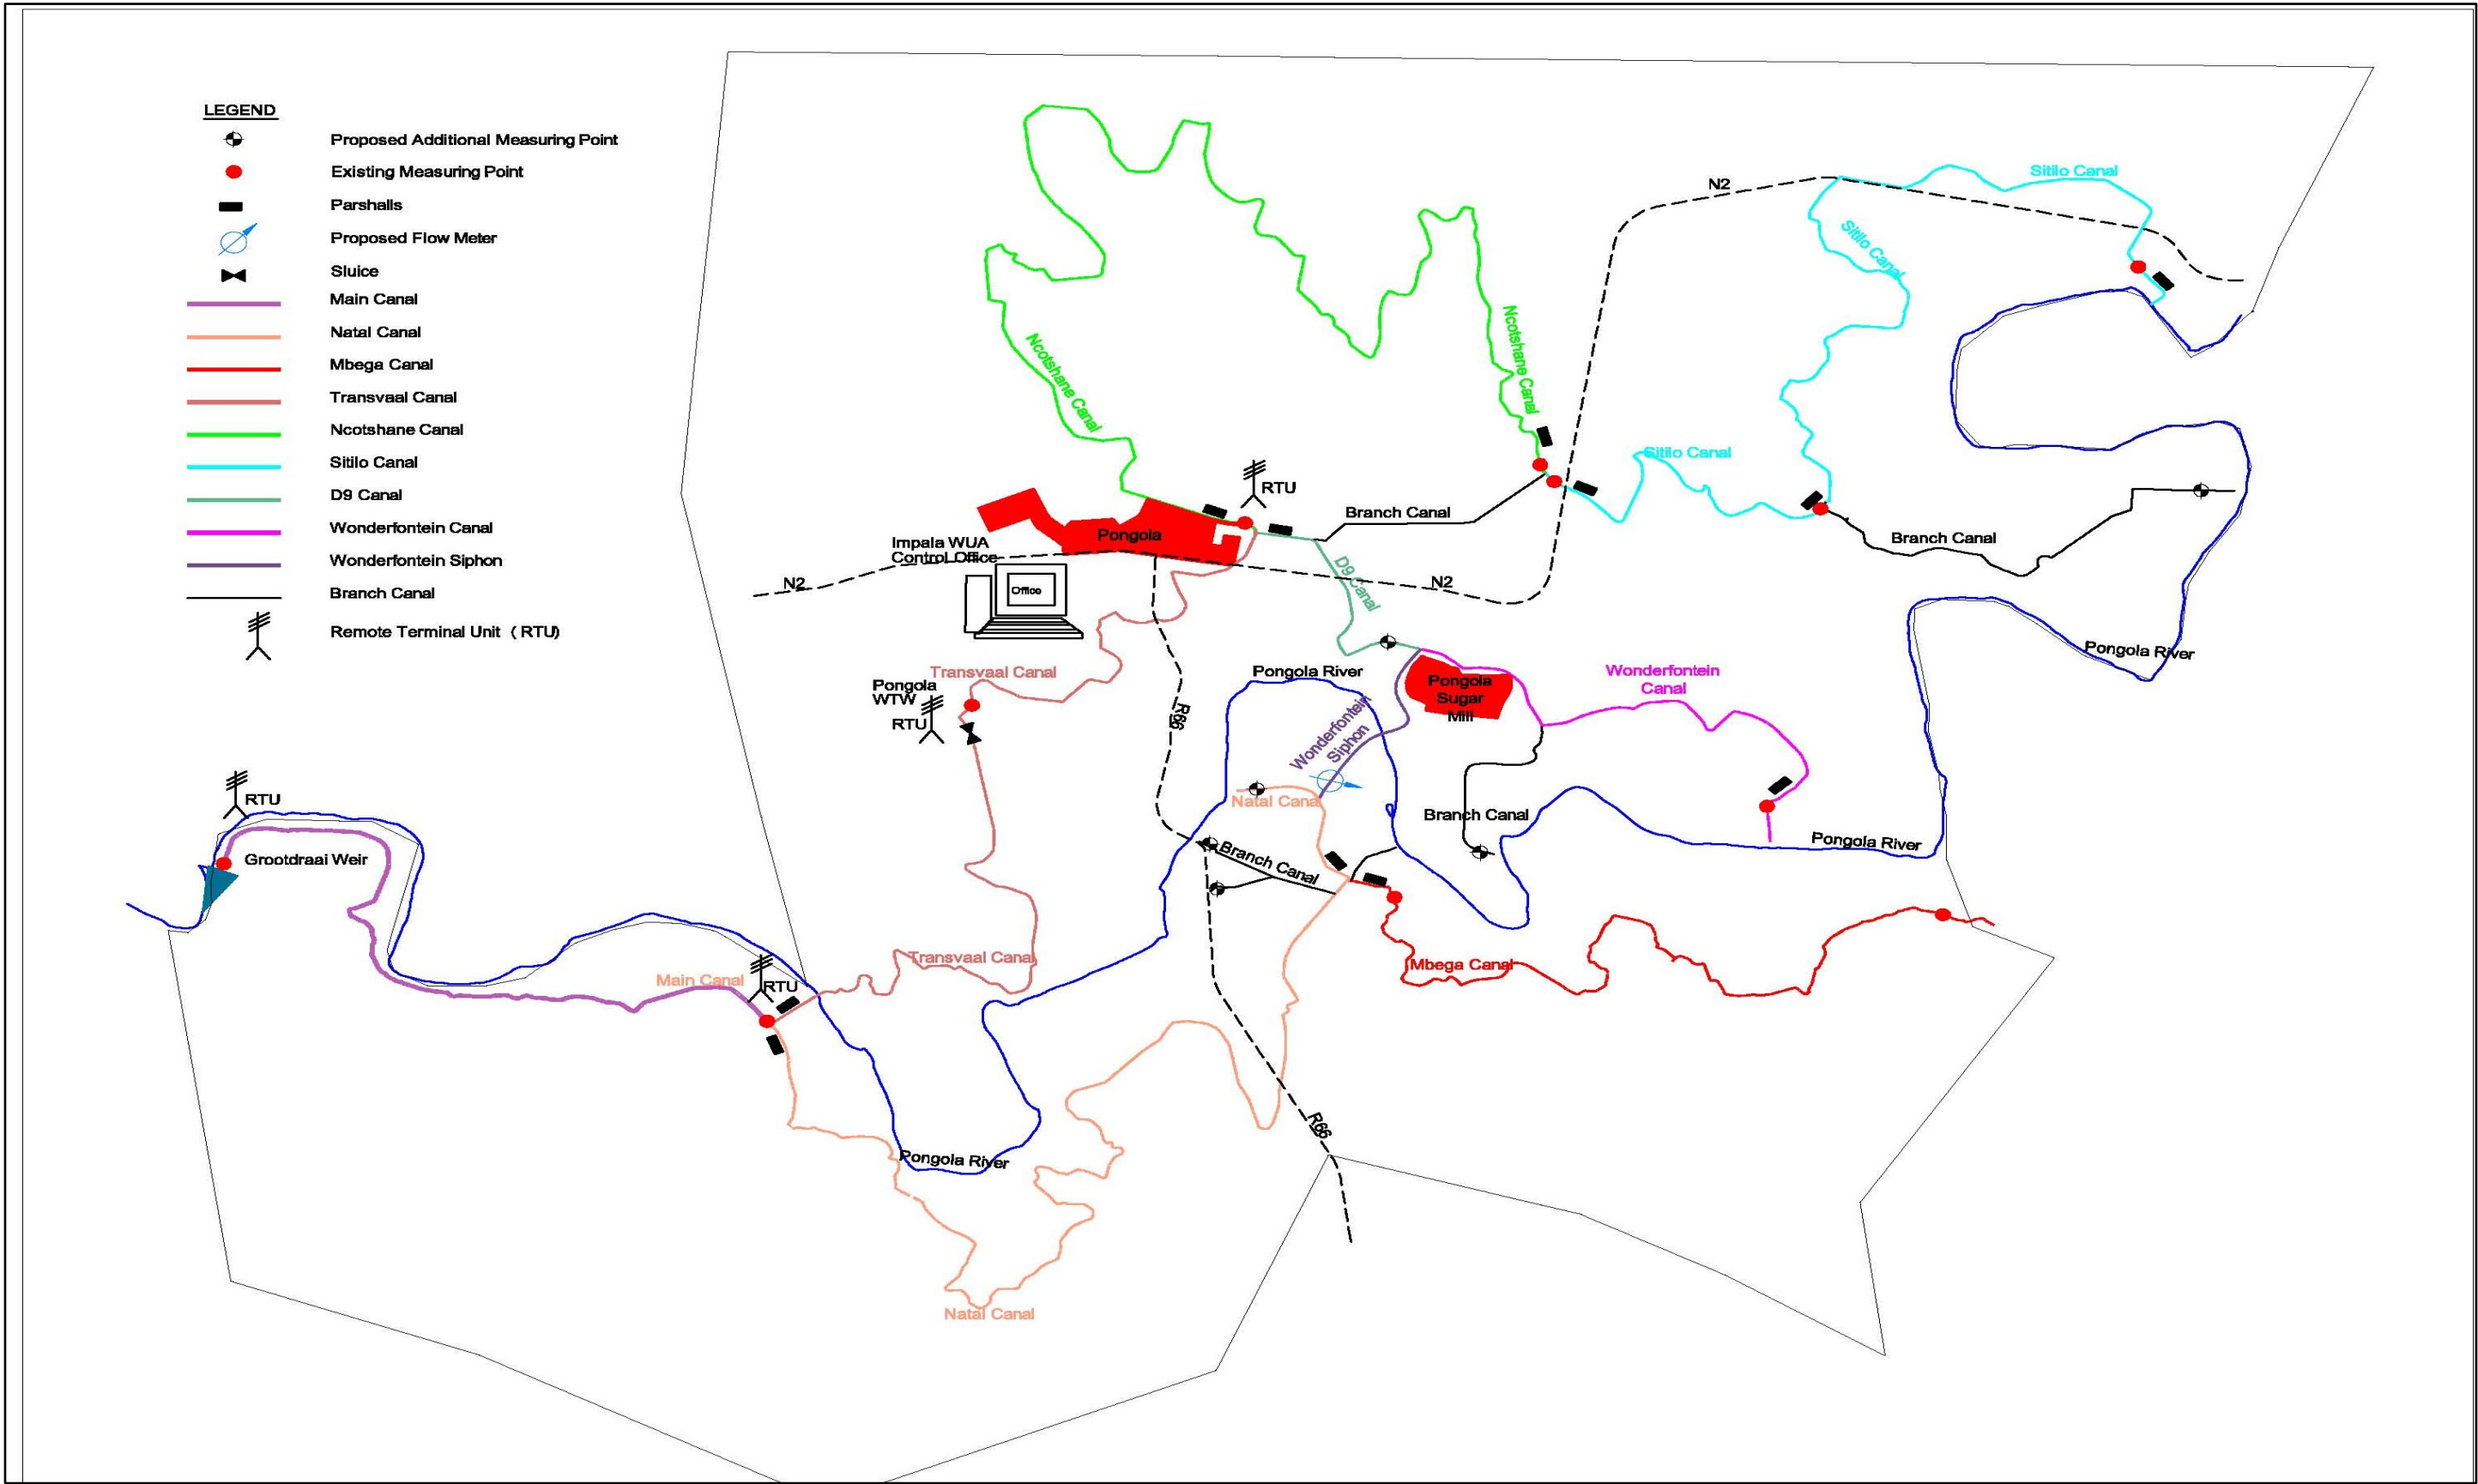 LEGEND
Proposed Additional Measuring Point
Existing Measuring Point
Parshalls
Proposed Flow Meter
Sluice
Main Canal
Natal Canal
Mbega Canal
Transvaal Canal
Ncotshane Canal
Sitilo Canal
D9 Canal
Wonderfontein Canal
Wonderfontein Siphon
Branch Canal
Remote Terminal Unit ( RTU)
Sitilo Canal
N2
Sitilo Canal
Ncotshane Canal
Ncotshane Canal
Sitilo Canal
RTU
Branch Canal
Pongola
Branch Canal
Impala WUA
Control Office
N2
Office
D9 Canal
N2
Pongola River
Transvaal Canal
Pongola River
Wonderfontein
Canal
Pongola
WTW
RTU
Pongola
Sugar
Mill
R66
Wonderfontein
Siphon
RTU
Natal Canal
Branch Canal
Pongola River
Grootdraai Weir
Branch Canal
Transvaal Canal
Mbega Canal
Main Canal
RTU
R66
Pongola River
Natal Canal